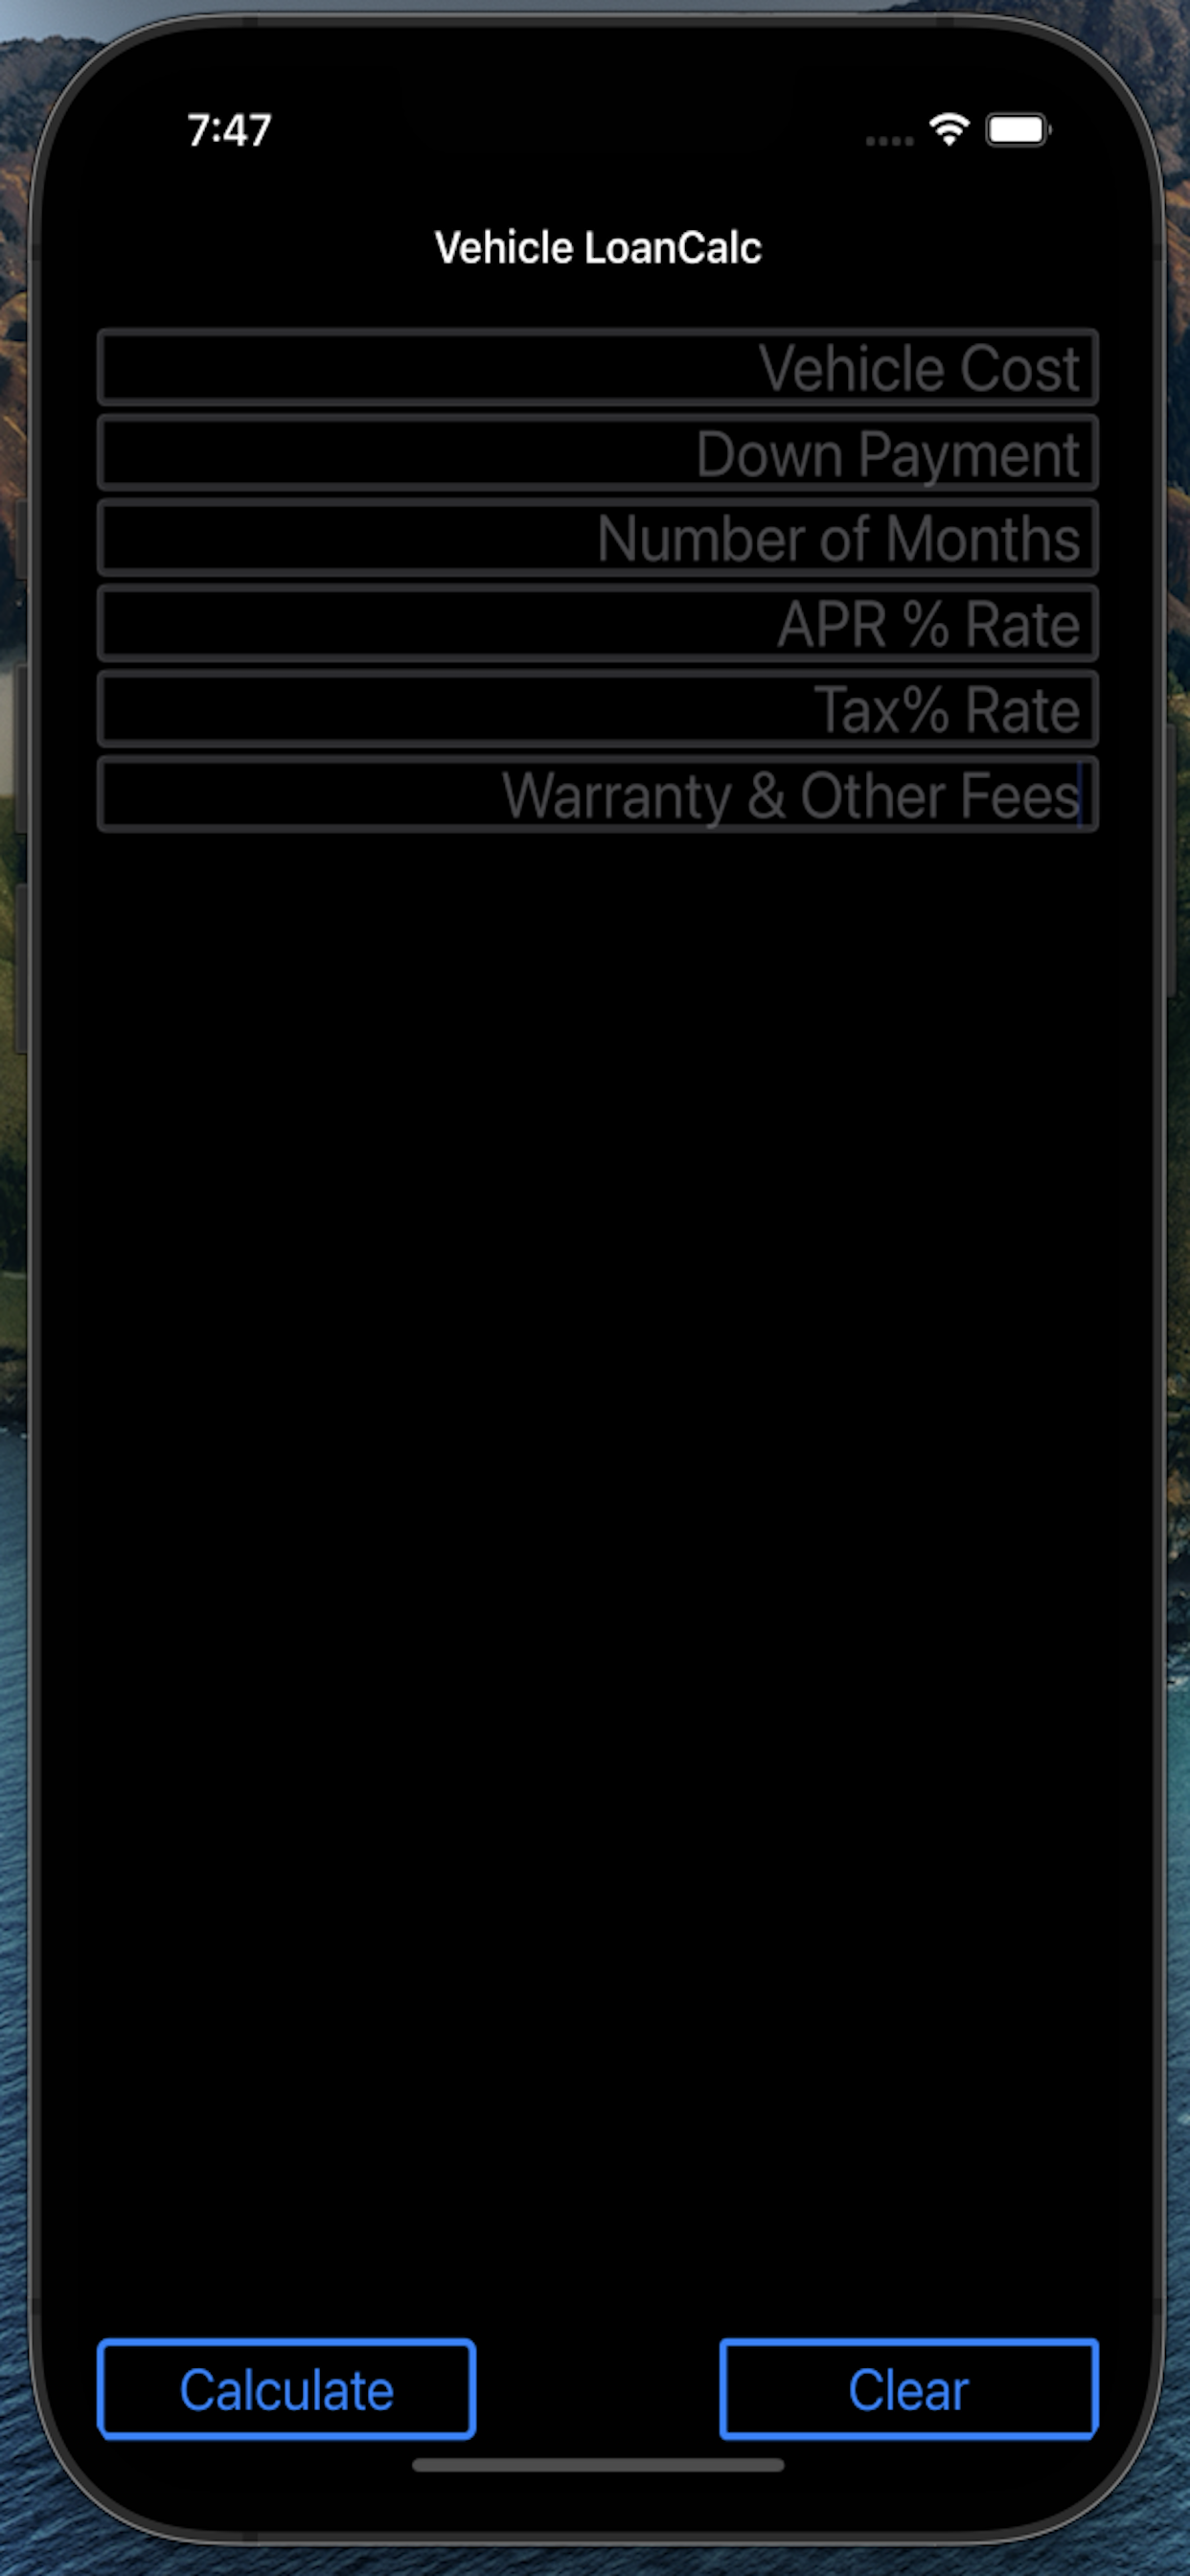 7:47
Vehicle LoanCalc
Vehicle Cost
Down Payment
Number of Months
APR % Rate
Tax% Rate
Warranty & Other Fees
Calculate
Clear